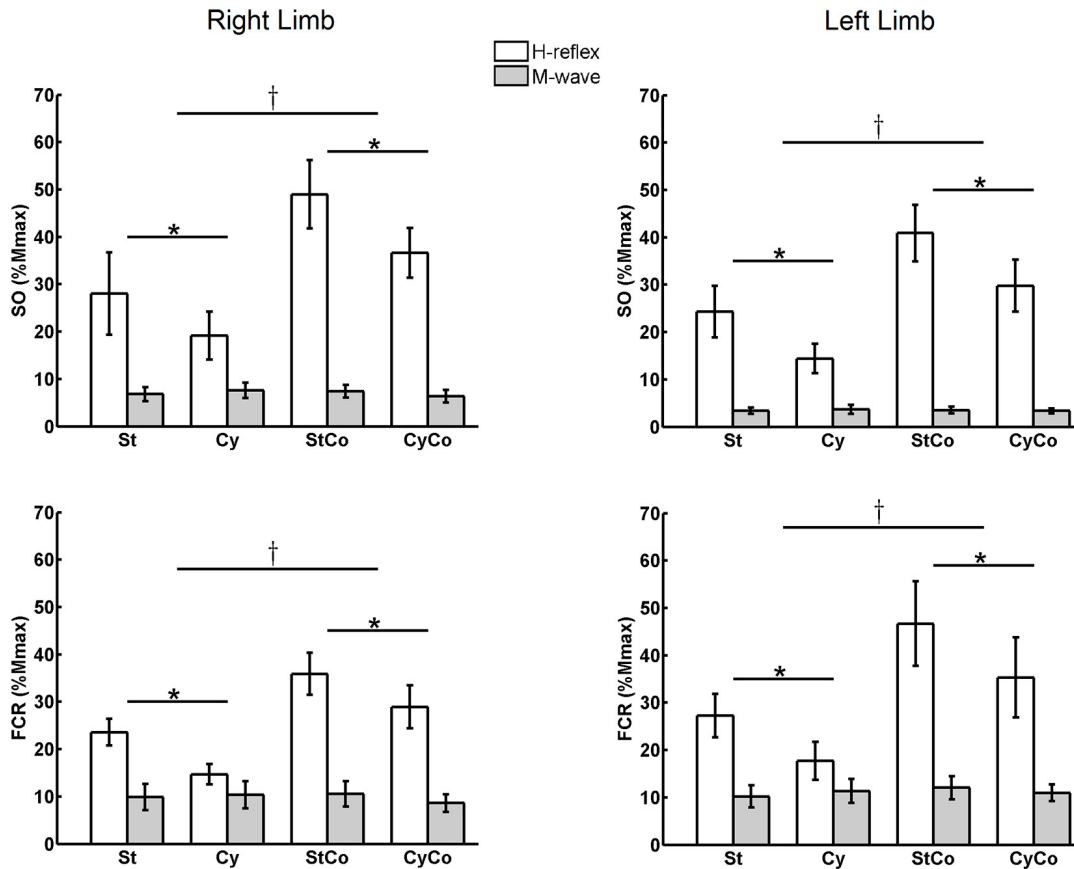 Right Limb
Left Limb
H-reflex
M-wave
70
60
50
40
30
20
10
0
SO (%Mmax)
†
*
*
St
Cy
StCo
CyCo
70
60
50
40
30
20
10
0
SO (%Mmax)
†
*
*
St
Cy
StCo
CyCo
70
60
50
40
30
20
10
0
FCR (%Mmax)
†
*
*
St
Cy
StCo
CyCo
70
60
50
40
30
20
10
0
FCR (%Mmax)
†
*
*
St
Cy
StCo
CyCo